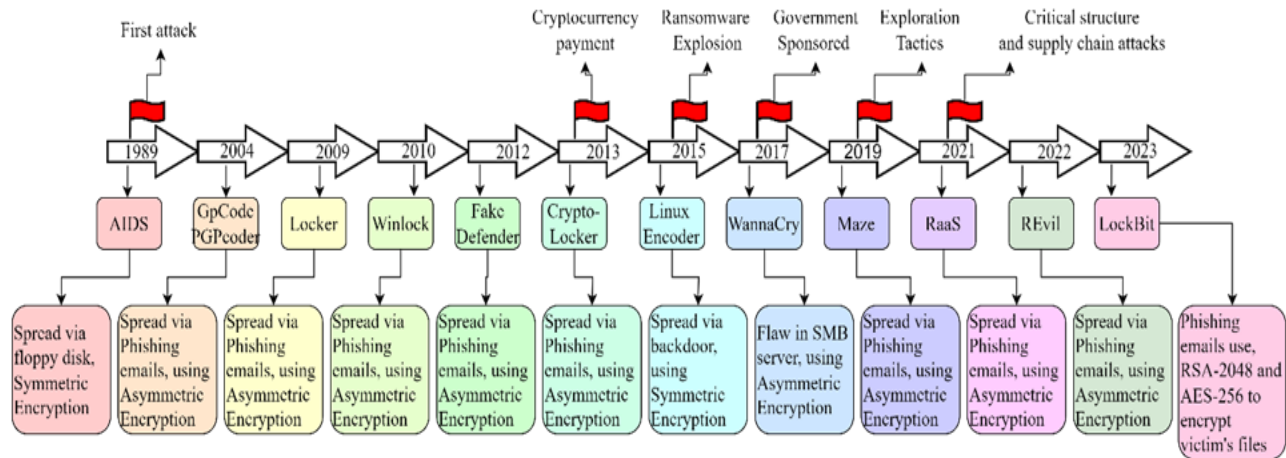 First attack
Cryptocurrency
payment
Ransomware
Explosion
Government
Sponsored
Exploration
Tactics
Critical structure
and supply chain attacks
1989
2004
2009
2010
2012
2013
2015
2017
2019
2021
2022
2023
AIDS
GpCode
PGPcoder
Locker
Winlock
Fake
Defender
Crypto-
Locker
Linux
Encoder
WannaCry
Maze
RaaS
REvil
LockBit
Spread via
floppy disk,
Symmetric
Encryption
Spread via
Phishing
emails, using
Asymmetric
Encryption
Spread via
Phishing
emails, using
Asymmetric
Encryption
Spread via
Phishing
emails, using
Asymmetric
Encryption
Spread via
Phishing
emails, using
Asymmetric
Encryption
Spread via
Phishing
emails, using
Asymmetric
Encryption
Spread via
backdoor,
using
Symmetric
Encryption
Flaw in SMB
server, using
Asymmetric
Encryption
Spread via
Phishing
emails, using
Asymmetric
Encryption
Spread via
Phishing
emails, using
Asymmetric
Encryption
Spread via
Phishing
emails, using
Asymmetric
Encryption
Phishing
emails use,
RSA-2048 and
AES-256 to
encrypt
victim's files